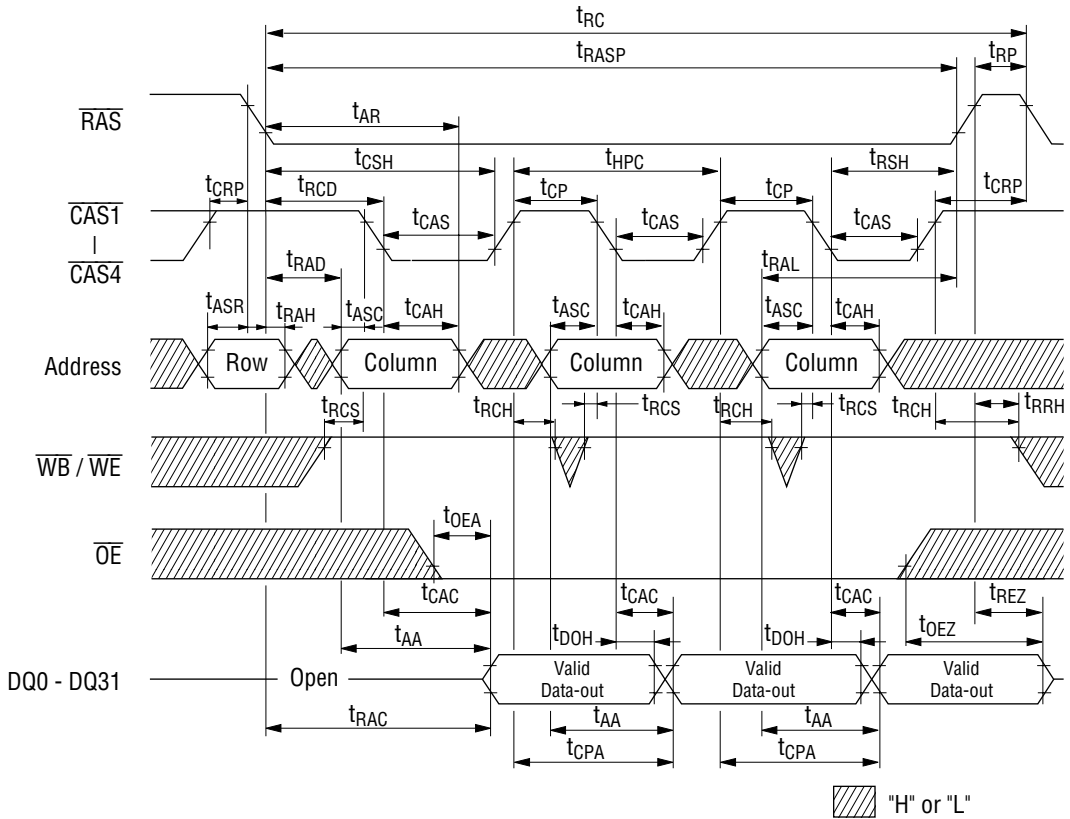 tRC
tRASP
tRP
RAS
tAR
tCSH
tHPC
tRSH
tCRP
tRCD
tCP
tCP
tCRP
CAS1
|
CAS4
tCAS
tCAS
tCAS
tRAD
tRAL
tASR
tRAH
tASC
tCAH
tASC
tCAH
tASC
tCAH
Address
Row
Column
Column
Column
tRCS
tRCH
tRCS
tRCH
tRCS
tRCH
tRRH
WB / WE
tOEA
OE
tCAC
tCAC
tCAC
tREZ
tAA
tDOH
tDOH
tOEZ
DQ0 - DQ31
Open
Valid
Data-out
Valid
Data-out
Valid
Data-out
tRAC
tAA
tAA
tCPA
tCPA
"H" or "L"